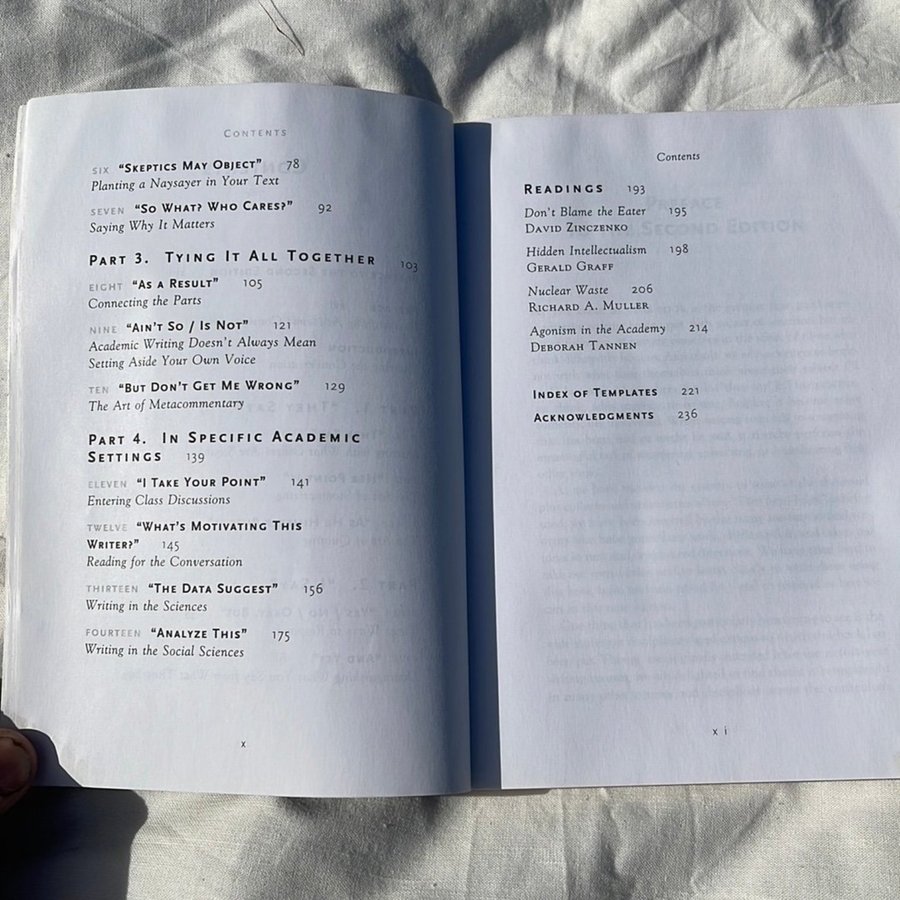 Contents
SIX “Skeptics May Object” 78
Planting a Naysayer in Your Text
SEVEN “So What? Who Cares?” 92
Saying Why It Matters
Part 3. Tying It All Together 103
EIGHT “As a Result” 105
Connecting the Parts
NINE “Ain’t So / Is Not” 121
Academic Writing Doesn’t Always Mean
Setting Aside Your Own Voice
TEN “But Don’t Get Me Wrong” 129
The Art of Metacommentary
Part 4. In Specific Academic
Settings 139
ELEVEN “I Take Your Point” 141
Entering Class Discussions
TWELVE “What’s Motivating This
Writer?” 145
Reading for the Conversation
THIRTEEN “The Data Suggest” 156
Writing in the Sciences
FOURTEEN “Analyze This” 175
Writing in the Social Sciences
x
Contents
Readings 193
Don’t Blame the Eater 195
David Zinczenko
Hidden Intellectualism 198
Gerald Graff
Nuclear Waste 206
Richard A. Muller
Agonism in the Academy 214
Deborah Tannen
Index of Templates 221
Acknowledgments 236
xi